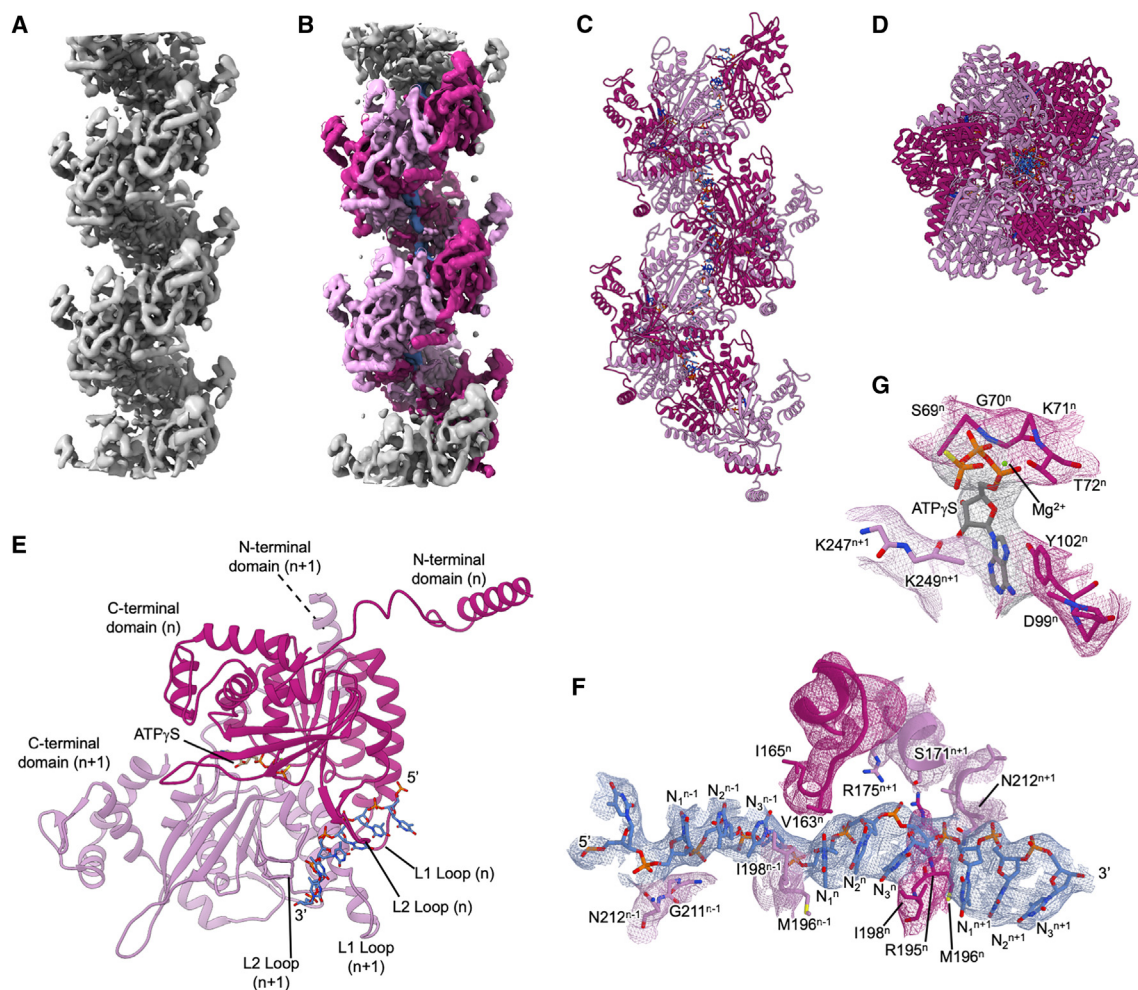 A
B
C
D
G
S69ⁿ
G70ⁿ
K71ⁿ
T72ⁿ
ATPγS
Mg²⁺
K247ⁿ⁺¹
Y102ⁿ
K249ⁿ⁺¹
D99ⁿ
E
N-terminal
domain (n+1)
N-terminal
domain (n)
C-terminal
domain (n)
ATPγS
C-terminal
domain (n+1)
5'
L1 Loop (n)
L2 Loop (n)
3'
L1 Loop
(n+1)
L2 Loop
(n+1)
F
I165ⁿ
S171ⁿ⁺¹
R175ⁿ⁺¹
N212ⁿ⁺¹
N₁ⁿ⁻¹
N₂ⁿ⁻¹
N₃ⁿ⁻¹
V163ⁿ
5'
3'
I198ⁿ⁻¹
N₁ⁿ
N₂ⁿ
N₃ⁿ
N212ⁿ⁻¹
G211ⁿ⁻¹
M196ⁿ⁻¹
I198ⁿ
R195ⁿ
M196ⁿ
N₁ⁿ⁺¹
N₂ⁿ⁺¹
N₃ⁿ⁺¹